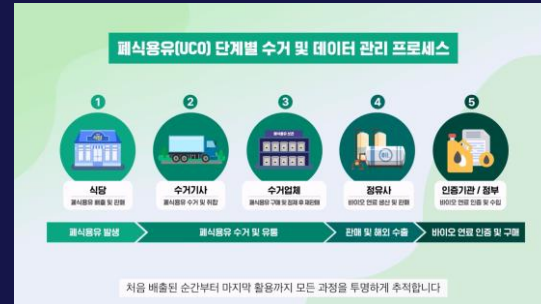 폐식용유(UCO) 단계별 수거 및 데이터 관리 프로세스
1
2
3
4
5
식당
폐식용유 배출 및 판매
수거기사
폐식용유 수거 및 취합
수거업체
폐식용유 구매 및 정제 후 재판매
정유사
바이오 연료 생산 및 판매
인증기관 / 정부
바이오 연료 인증 및 수입
폐식용유 발생
폐식용유 수거 및 유통
판매 및 해외 수출
바이오 연료 인증 및 구매
처음 배출된 순간부터 마지막 활용까지 모든 과정을 투명하게 추적합니다